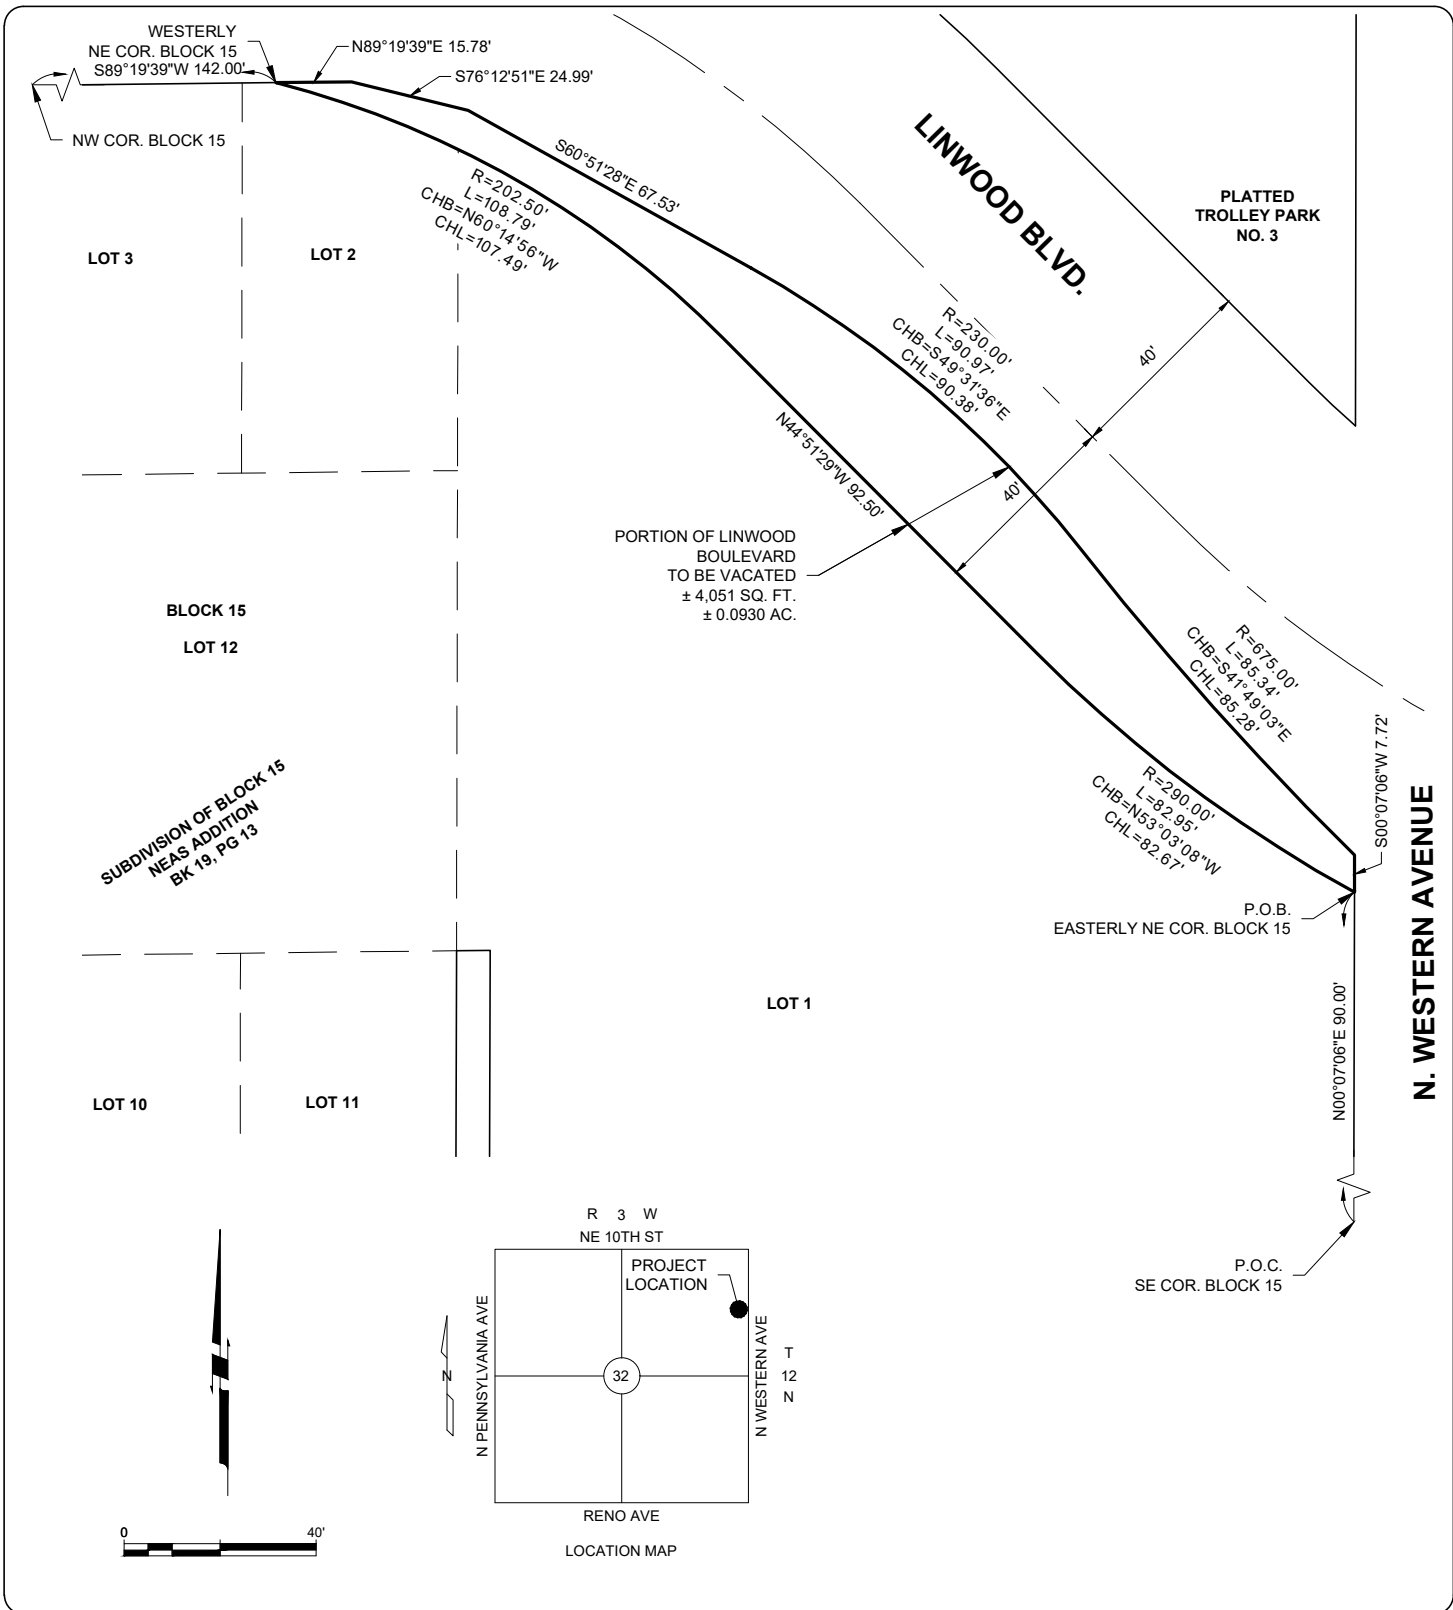 WESTERLY
NE COR. BLOCK 15
S89°19'39"W 142.00'
N89°19'39"E 15.78'
S76°12'51"E 24.99'
NW COR. BLOCK 15
S60°51'28"E 67.53'
R=202.50'
L=108.79'
CHB=N60°14'56"W
CHL=107.49'
LINWOOD BLVD.
PLATTED
TROLLEY PARK
NO. 3
LOT 3
LOT 2
R=230.00'
L=90.97'
CHB=S49°31'36"E
CHL=90.38'
40'
N44°51'29"W 92.50'
40'
PORTION OF LINWOOD
BOULEVARD
TO BE VACATED
± 4,051 SQ. FT.
± 0.0930 AC.
BLOCK 15
LOT 12
R=675.00'
L=85.34'
CHB=S41°49'03"E
CHL=85.28'
S00°07'06"W 7.72'
SUBDIVISION OF BLOCK 15
NEAS ADDITION
BK 19, PG 13
R=290.00'
L=82.95'
CHB=N53°03'08"W
CHL=82.67'
P.O.B.
EASTERLY NE COR. BLOCK 15
N. WESTERN AVENUE
LOT 1
N00°07'06"E 90.00'
LOT 10
LOT 11
P.O.C.
SE COR. BLOCK 15
R 3 W
NE 10TH ST
PROJECT
LOCATION
N PENNSYLVANIA AVE
N
32
N WESTERN AVE
T
12
N
RENO AVE
LOCATION MAP
0 40'